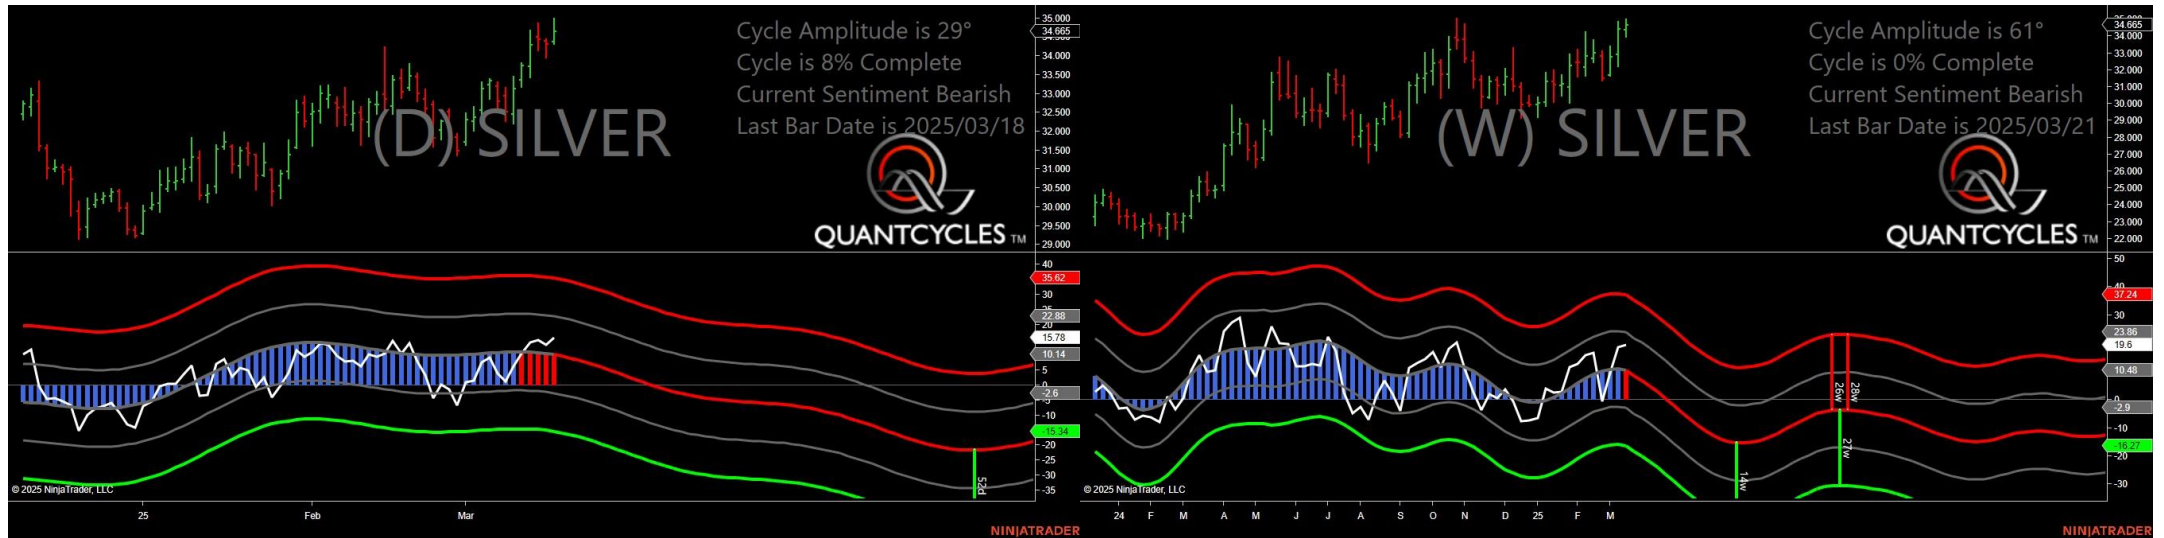 Cycle Amplitude is 29°
Cycle is 8% Complete
Current Sentiment Bearish
Last Bar Date is 2025/03/18
(D) SILVER
QUANTCYCLES TM
35.000
34.665
34.000
33.500
33.000
32.500
32.000
31.500
31.000
30.500
30.000
29.500
29.000
40
35.62
30
22.88
20
15.78
10.14
5
0
-2.6
-5
-10
-15.34
-20
-25
-30
-35
52d
© 2025 NinjaTrader, LLC
25
Feb
Mar
NINJATRADER
Cycle Amplitude is 61°
Cycle is 0% Complete
Current Sentiment Bearish
Last Bar Date is 2025/03/21
(W) SILVER
QUANTCYCLES TM
34.665
34.000
33.000
32.000
31.000
30.000
29.000
28.000
27.000
26.000
25.000
24.000
23.000
22.000
50
40
37.24
30
23.86
19.6
10.48
0
-2.9
-10
-16.27
-20
-30
14w
26w
28w
27w
© 2025 NinjaTrader, LLC
24
F
M
A
M
J
J
A
S
O
N
D
25
F
M
NINJATRADER